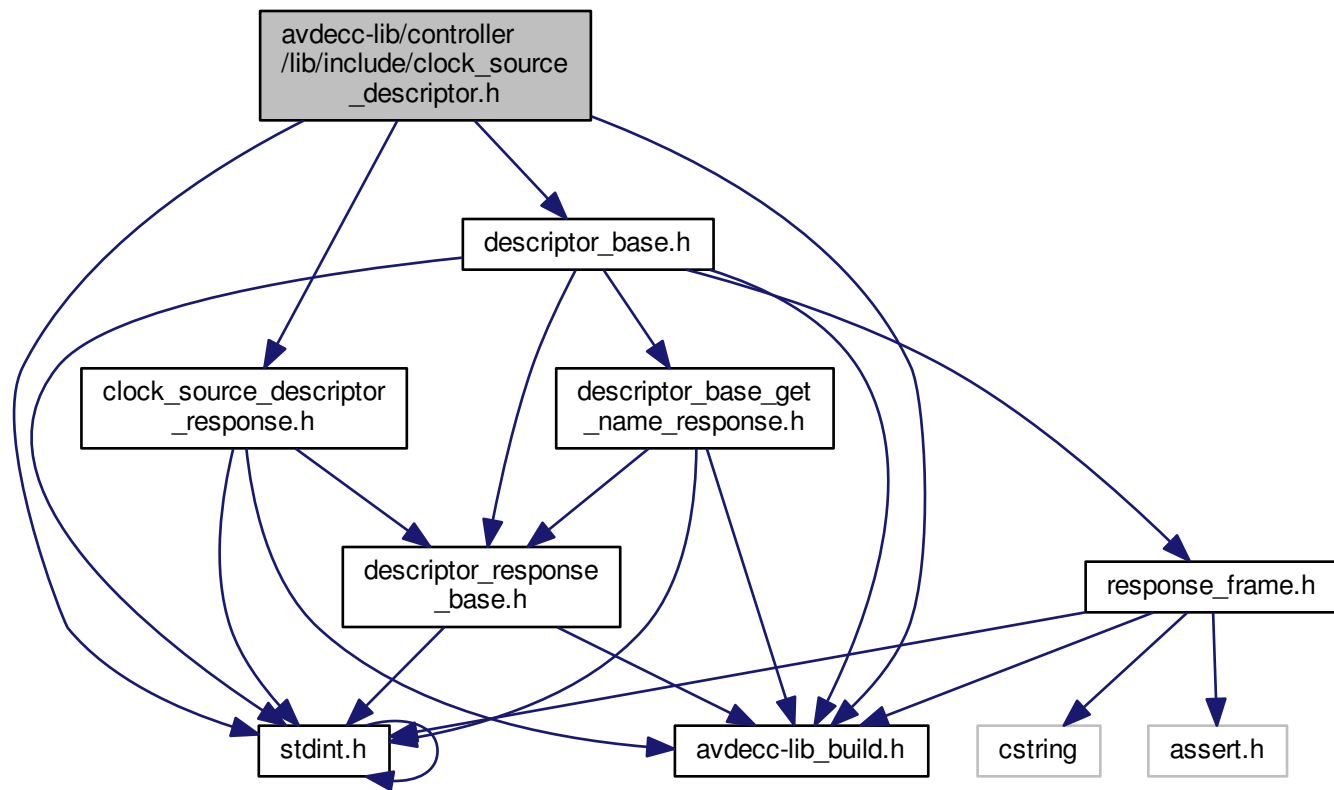 avdecc-lib/controller
/lib/include/clock_source
_descriptor.h
descriptor_base.h
clock_source_descriptor
_response.h
descriptor_base_get
_name_response.h
descriptor_response
_base.h
response_frame.h
stdint.h
avdecc-lib_build.h
cstring
assert.h